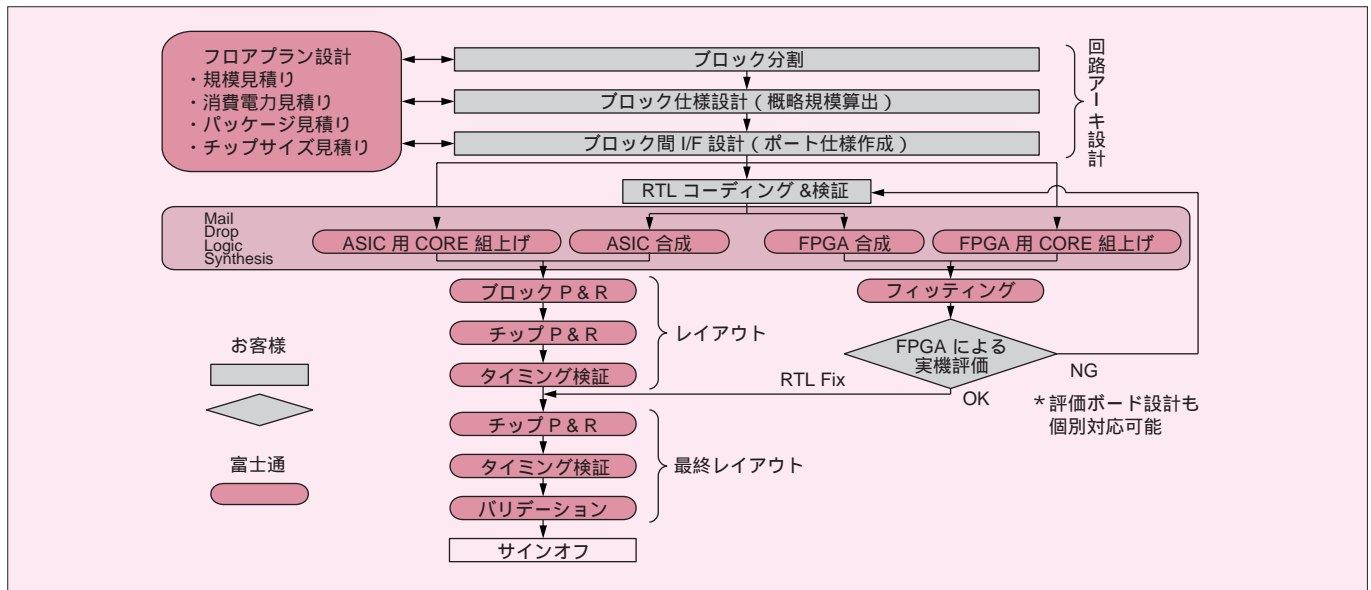 フロアプラン設計
・規模見積り
・消費電力見積り
・パッケージ見積り
・チップサイズ見積り
ブロック分割
ブロック仕様設計（概略規模算出）
ブロック間 I/F 設計（ポート仕様作成）
回路アーキ設計
RTL コーディング &検証
Mail
Drop
Logic
Synthesis
ASIC 用 CORE 組上げ
ASIC 合成
FPGA 合成
FPGA 用 CORE 組上げ
ブロック P & R
チップ P & R
タイミング検証
レイアウト
フィッティング
FPGA による
実機評価
NG
OK
RTL Fix
＊評価ボード設計も
個別対応可能
チップ P & R
タイミング検証
バリデーション
最終レイアウト
サインオフ
お客様
富士通